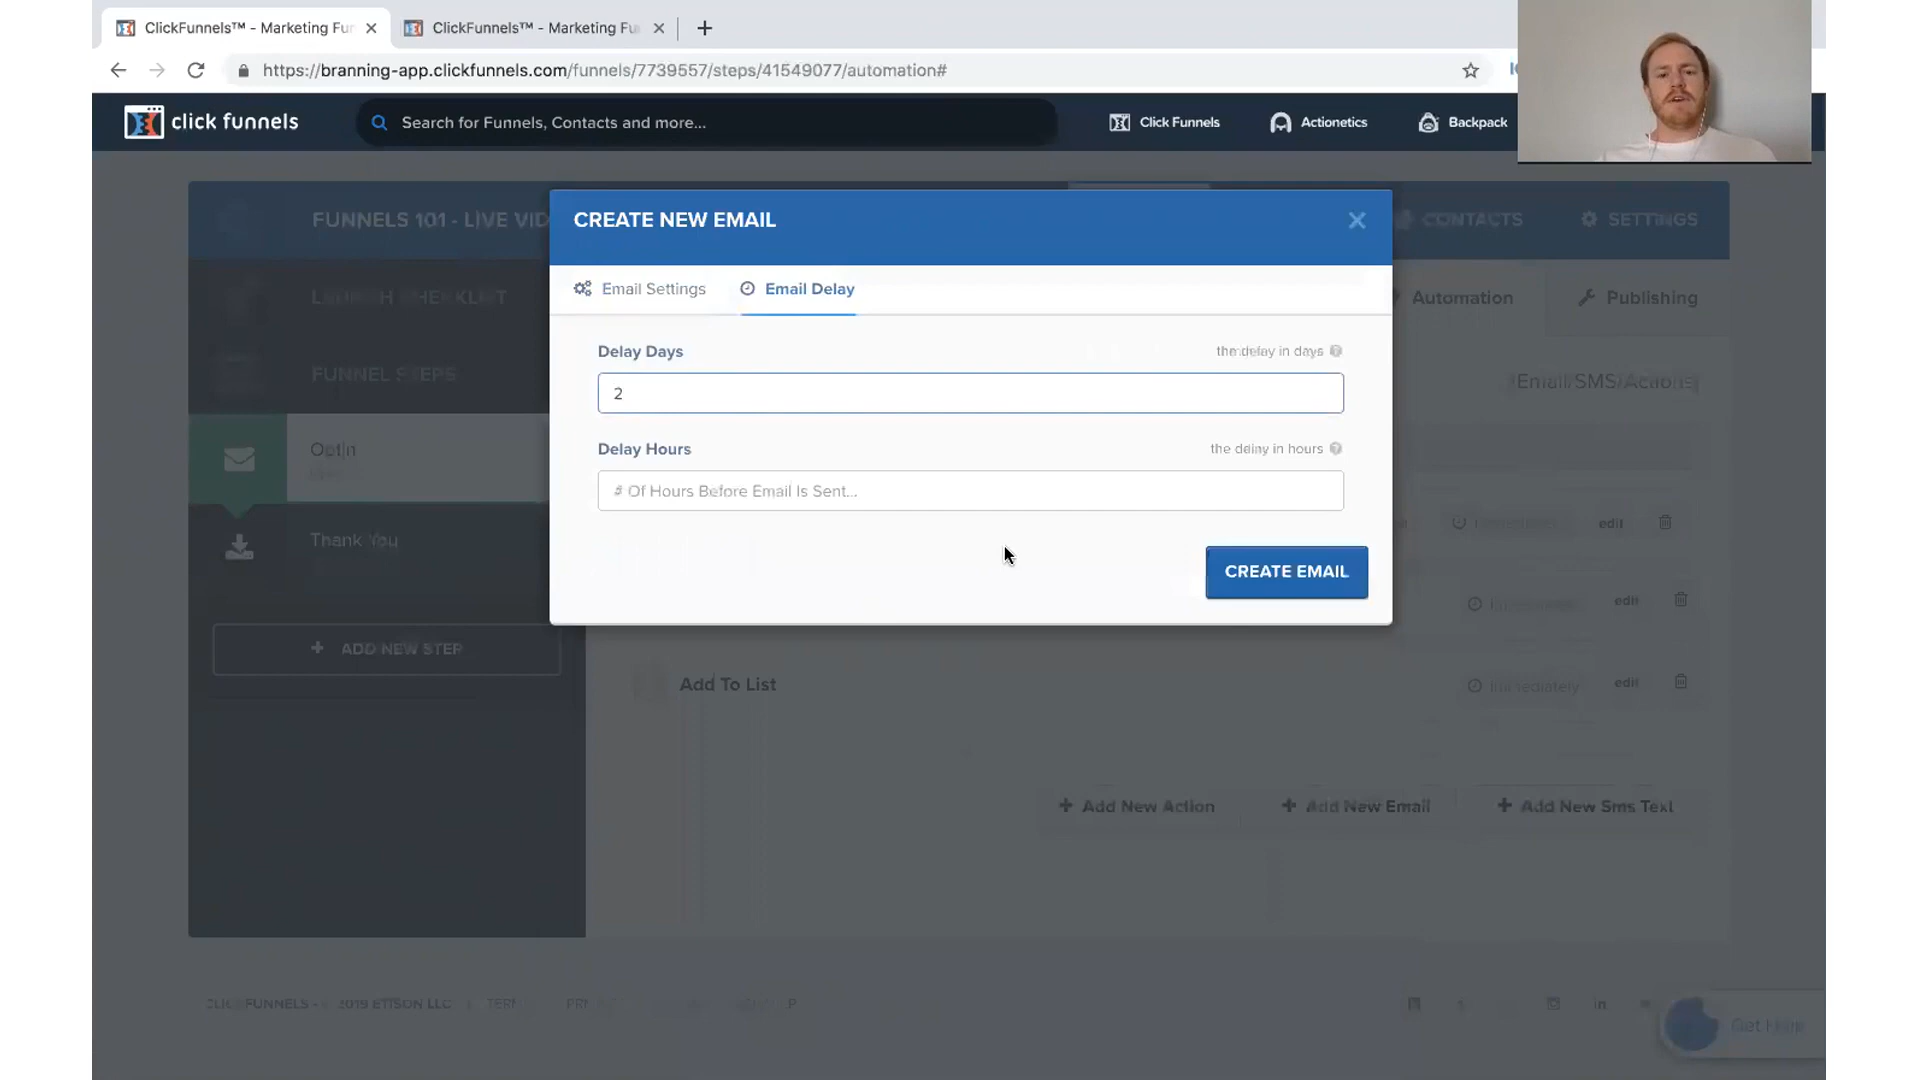 ClickFunnels™ - Marketing Fun
ClickFunnels™ - Marketing Fu
https://branning-app.clickfunnels.com/funnels/7739557/steps/41549077/automation#
click funnels
Search for Funnels, Contacts and more...
Click Funnels
Actionetics
Backpack
FUNNELS 101 - LIVE VID
CONTACTS
SETTINGS
CREATE NEW EMAIL
Email Settings
Email Delay
LAUNCH CHECKLIST
Automation
Publishing
Delay Days
the delay in days
FUNNEL STEPS
(Email/SMS/Actions)
2
Optin
Delay Hours
the delay in hours
# Of Hours Before Email Is Sent...
edit
Thank You
CREATE EMAIL
edit
ADD NEW STEP
Add To List
Immediately
edit
Add New Action
Add New Email
Add New Sms Text
CLICKFUNNELS - © 2019 ETISON LLC
Get Help